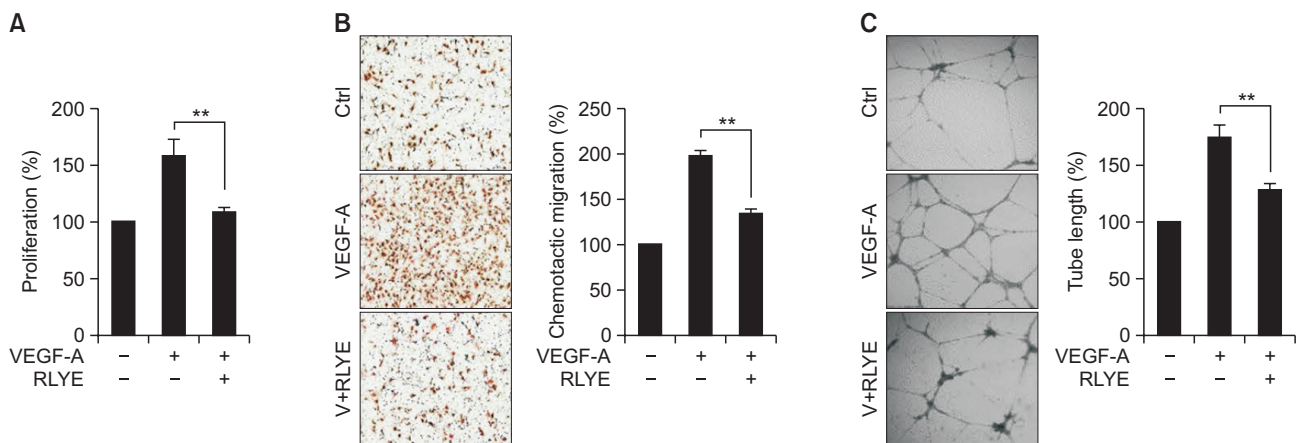 A
Proliferation (%)
200
**
150
100
50
0
VEGF-A − + +
RLYE − − +
B
Ctrl
VEGF-A
V+RLYE
Chemotactic migration (%)
250
200
**
150
100
50
0
VEGF-A − + +
RLYE − − +
C
Ctrl
VEGF-A
V+RLYE
Tube length (%)
200
**
150
100
50
0
VEGF-A − + +
RLYE − − +